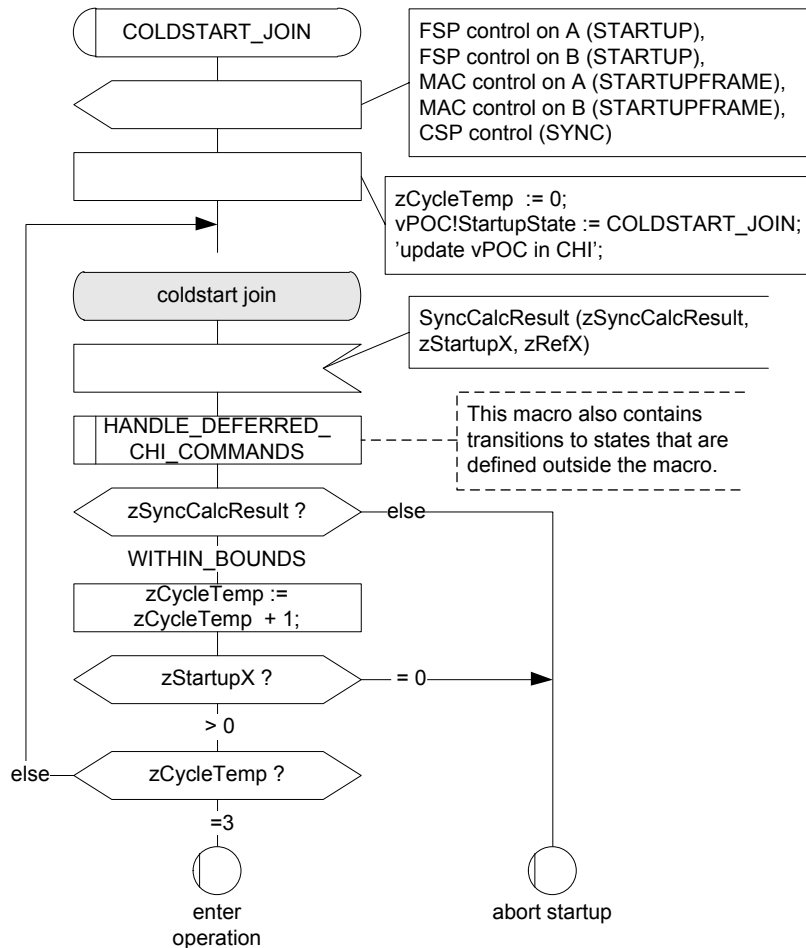 COLDSTART_JOIN
FSP control on A (STARTUP),
FSP control on B (STARTUP),
MAC control on A (STARTUPFRAME),
MAC control on B (STARTUPFRAME),
CSP control (SYNC)
zCycleTemp := 0;
vPOC!StartupState := COLDSTART_JOIN;
'update vPOC in CHI';
coldstart join
SyncCalcResult (zSyncCalcResult,
zStartupX, zRefX)
HANDLE_DEFERRED_
CHI_COMMANDS
This macro also contains
transitions to states that are
defined outside the macro.
zSyncCalcResult ?
else
WITHIN_BOUNDS
zCycleTemp :=
zCycleTemp + 1;
zStartupX ?
= 0
> 0
else
zCycleTemp ?
=3
enter
operation
abort startup